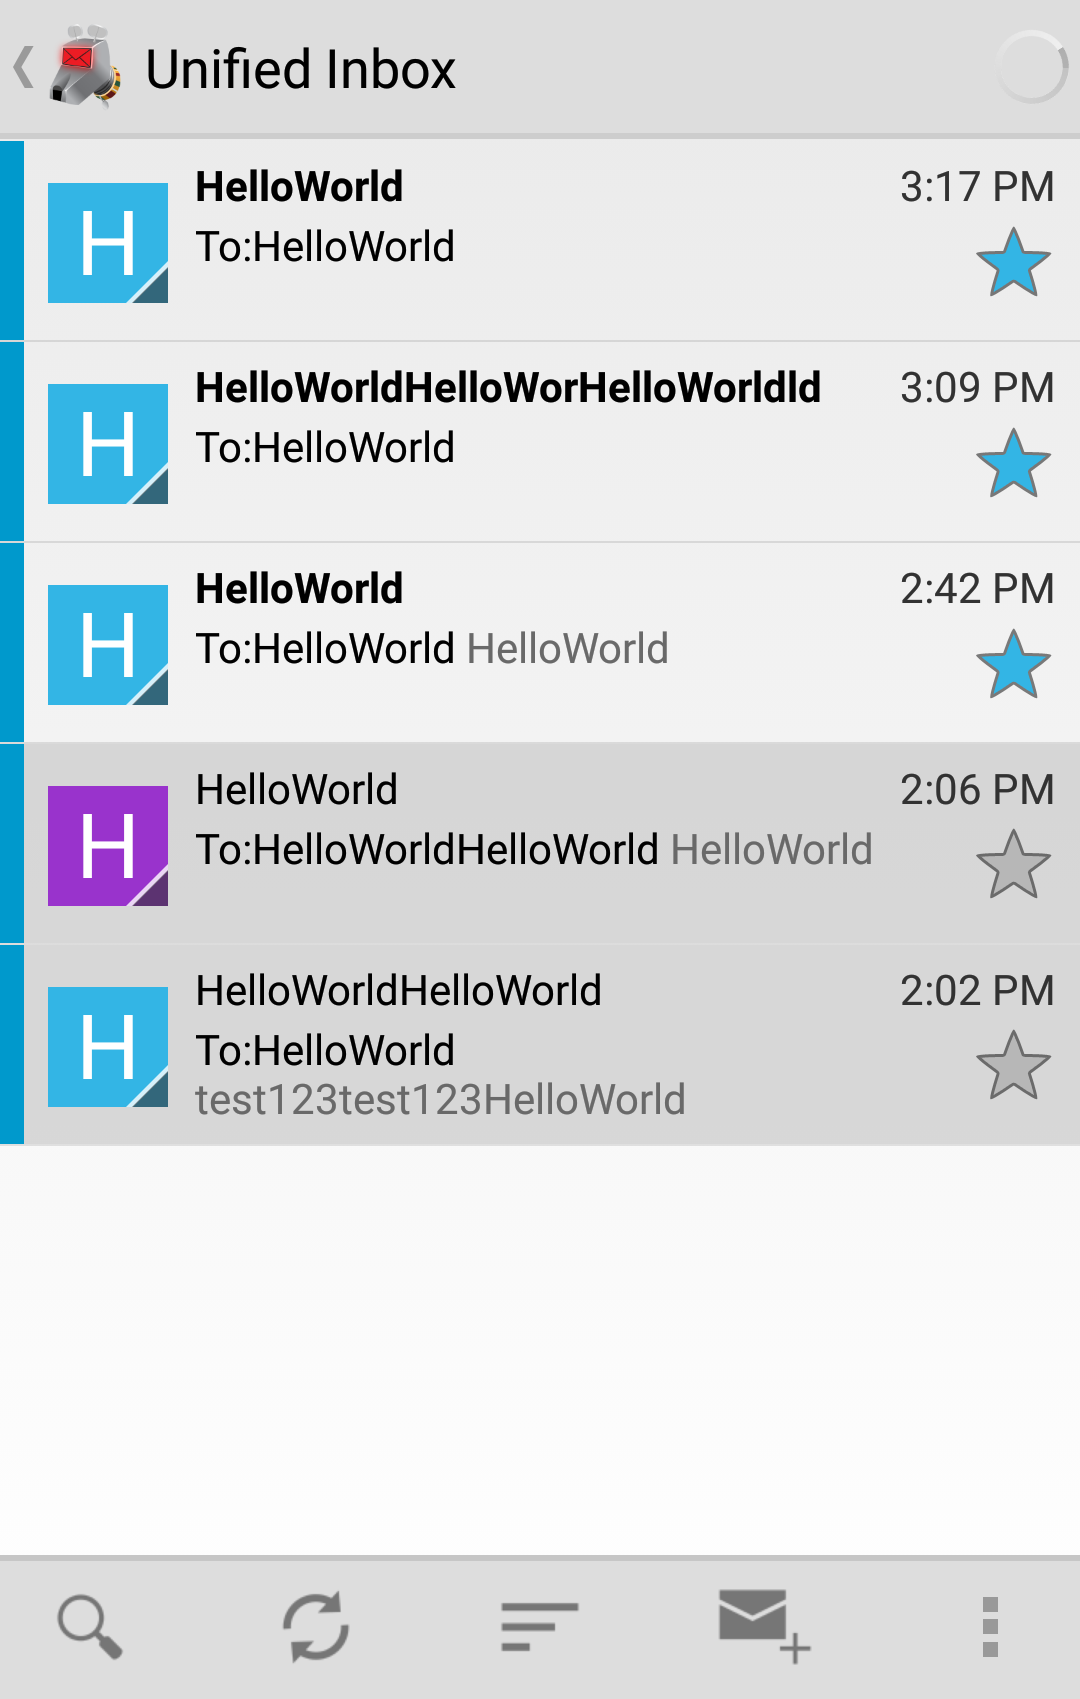 Unified Inbox
H
HelloWorld 3:17 PM
To:HelloWorld
H
HelloWorldHelloWorHelloWorldld 3:09 PM
To:HelloWorld
H
HelloWorld 2:42 PM
To:HelloWorld HelloWorld
H
HelloWorld 2:06 PM
To:HelloWorldHelloWorld HelloWorld
H
HelloWorldHelloWorld 2:02 PM
To:HelloWorld
test123test123HelloWorld